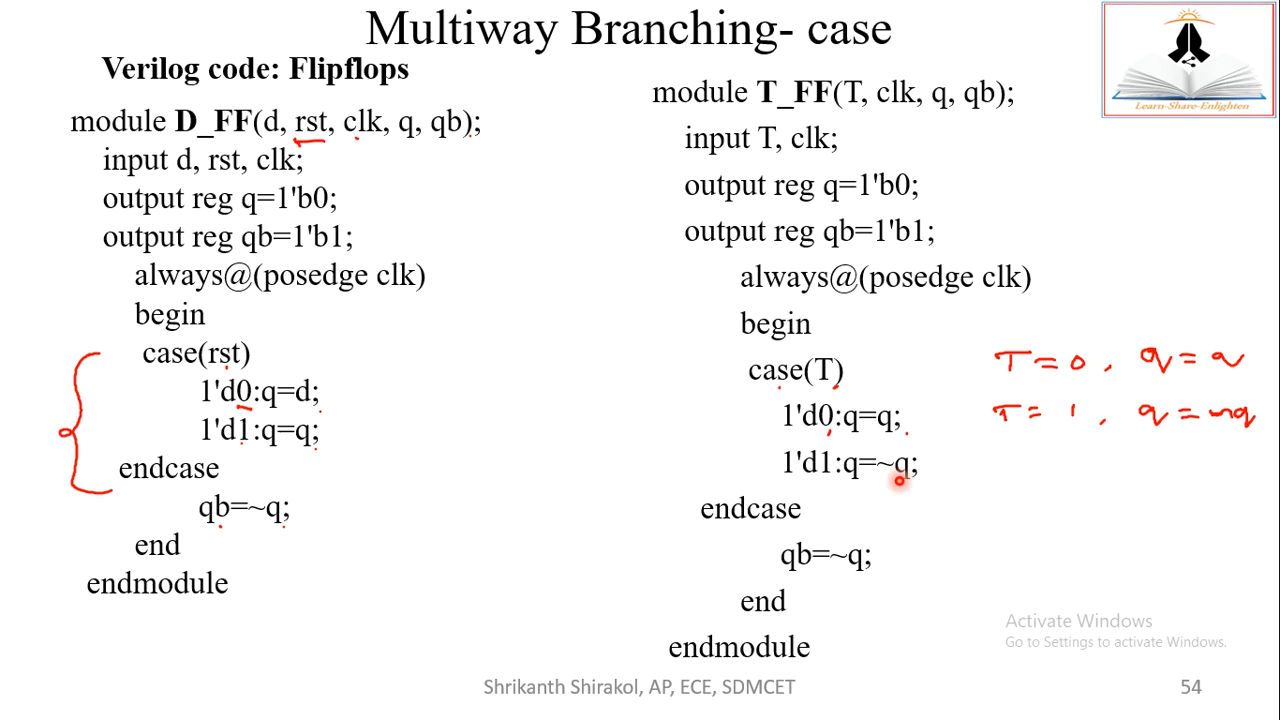 Multiway Branching- case
Verilog code: Flipflops
module D_FF(d, rst, clk, q, qb);
input d, rst, clk;
output reg q=1'b0;
output reg qb=1'b1;
always@(posedge clk)
begin
case(rst)
1'd0:q=d;
1'd1:q=q;
endcase
qb=~q;
end
endmodule
module T_FF(T, clk, q, qb);
input T, clk;
output reg q=1'b0;
output reg qb=1'b1;
always@(posedge clk)
begin
case(T)
1'd0:q=q;
1'd1:q=~q;
endcase
qb=~q;
end
endmodule
T=0, q=q
T=1, q=~q
Learn-Share-Enlighten
Activate Windows
Go to Settings to activate Windows.
Shrikanth Shirakol, AP, ECE, SDMCET
54